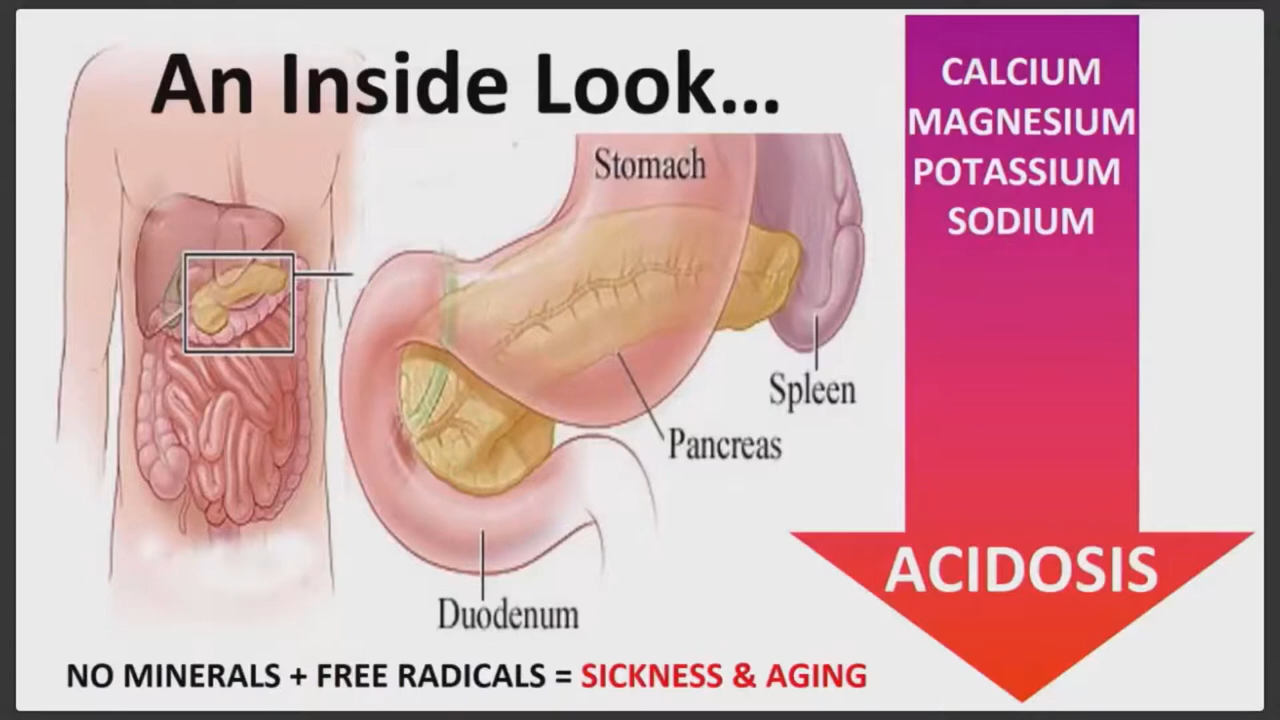 An Inside Look...
Stomach
Spleen
Pancreas
Duodenum
CALCIUM
MAGNESIUM
POTASSIUM
SODIUM
ACIDOSIS
NO MINERALS + FREE RADICALS = SICKNESS & AGING